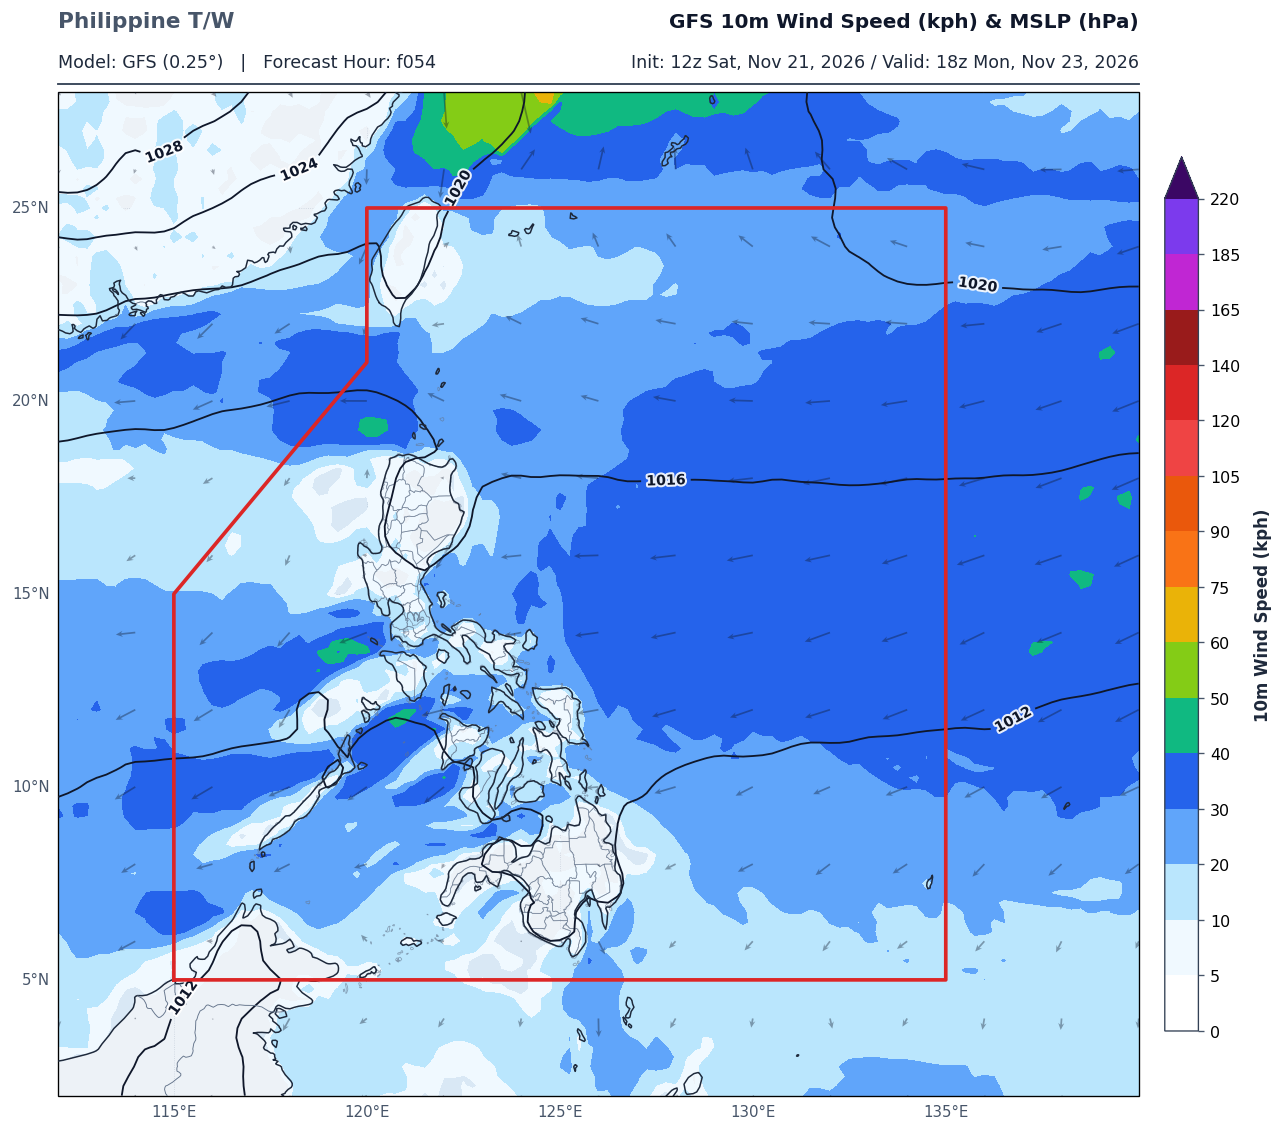 Philippine T/W
GFS 10m Wind Speed (kph) & MSLP (hPa)
Model: GFS (0.25°) | Forecast Hour: f054
Init: 12z Sat, Nov 21, 2026 / Valid: 18z Mon, Nov 23, 2026
1028
1024
1020
1020
1016
1012
1012
25°N
20°N
15°N
10°N
5°N
115°E
120°E
125°E
130°E
135°E
220
185
165
140
120
105
90
75
60
50
40
30
20
10
5
0
10m Wind Speed (kph)